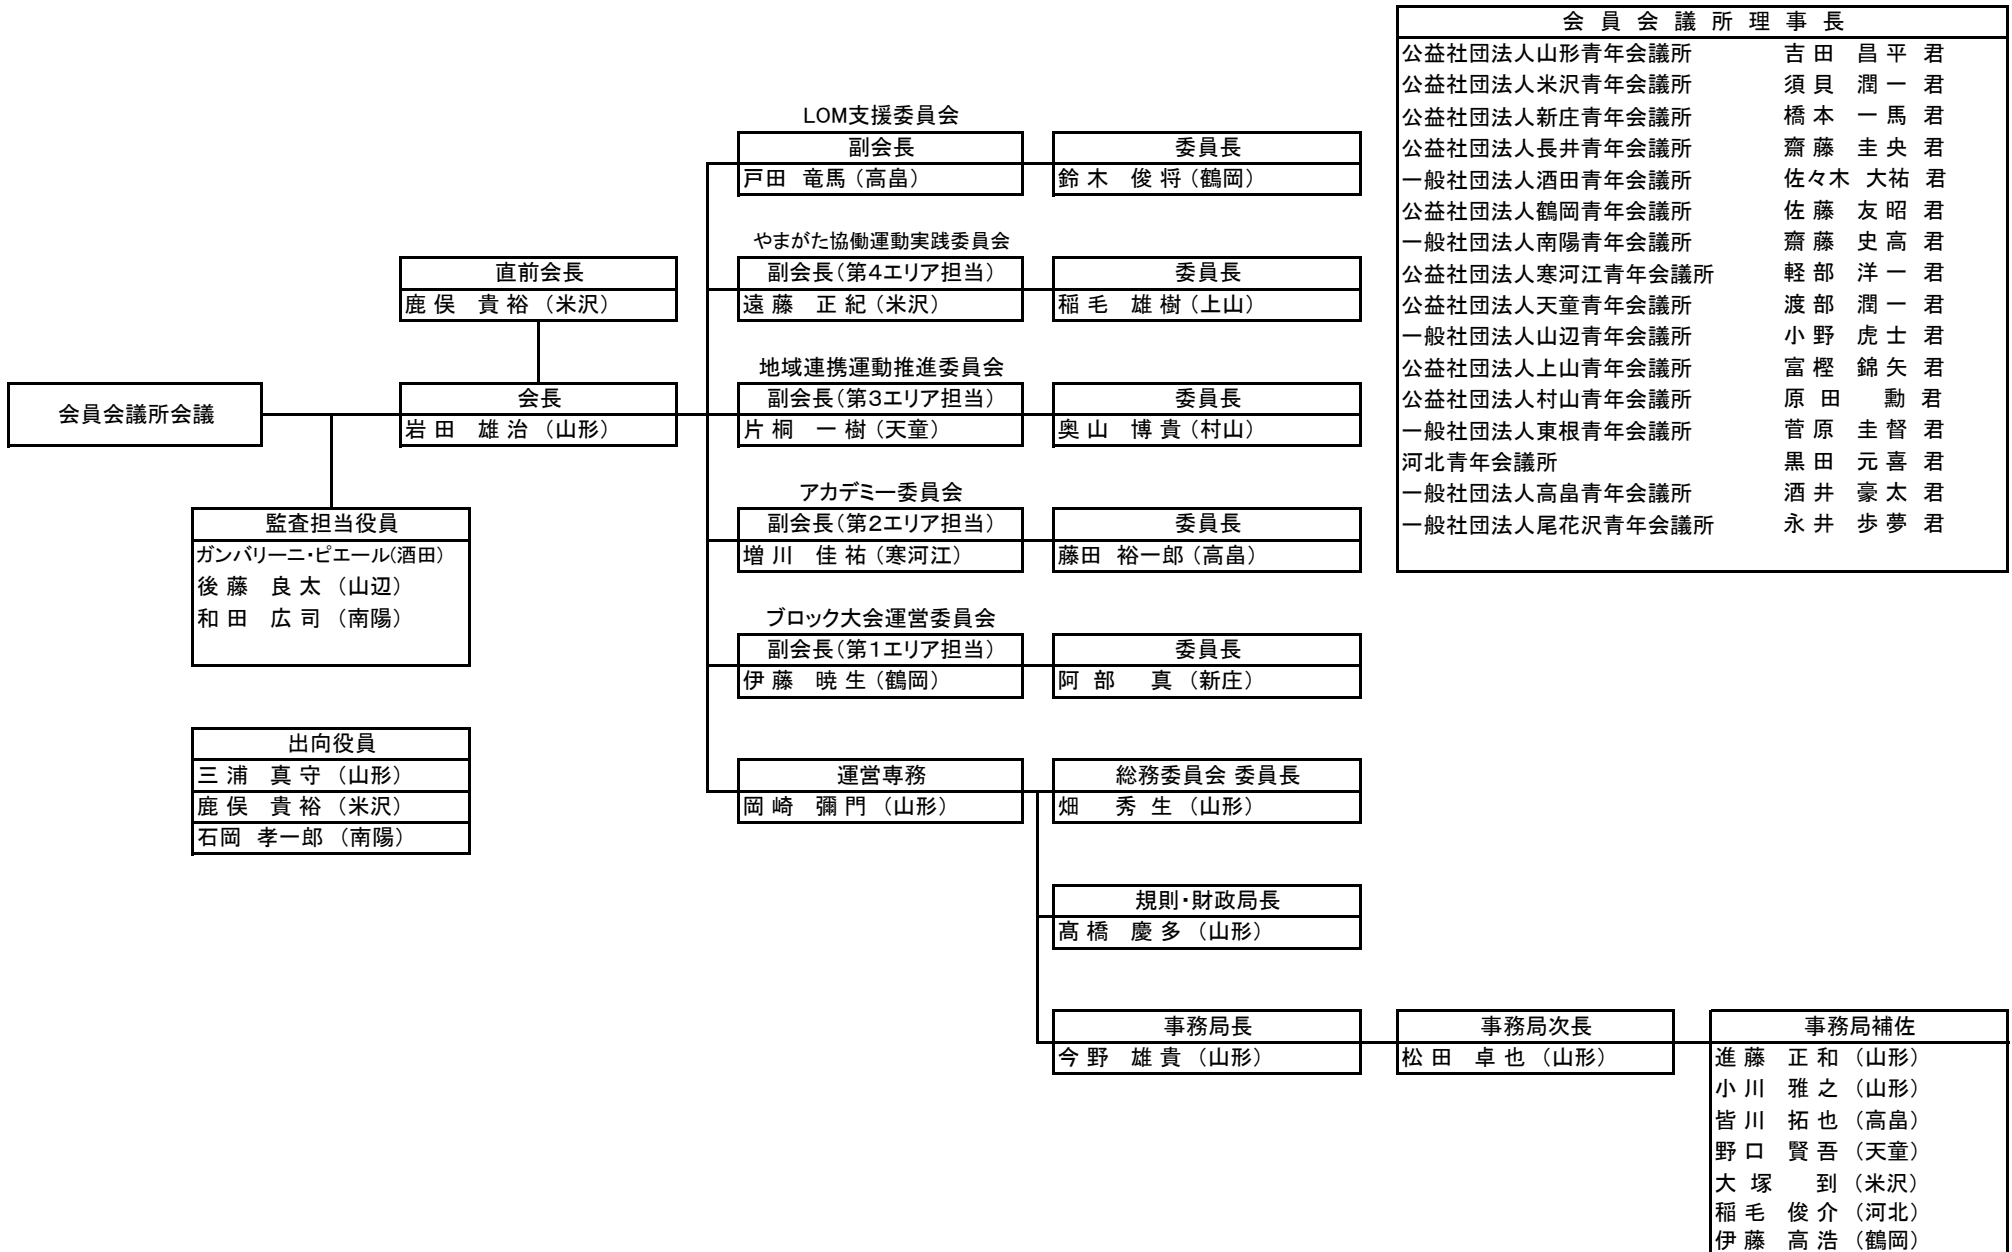 会員会議所理事長
公益社団法人山形青年会議所 吉田 昌平 君
公益社団法人米沢青年会議所 須貝 潤一 君
公益社団法人新庄青年会議所 橋本 一馬 君
公益社団法人長井青年会議所 齋藤 圭央 君
一般社団法人酒田青年会議所 佐々木 大祐 君
公益社団法人鶴岡青年会議所 佐藤 友昭 君
一般社団法人南陽青年会議所 齋藤 史高 君
公益社団法人寒河江青年会議所 軽部 洋一 君
公益社団法人天童青年会議所 渡部 潤一 君
一般社団法人山辺青年会議所 小野 虎士 君
公益社団法人上山青年会議所 富樫 錦矢 君
公益社団法人村山青年会議所 原田 勳 君
一般社団法人東根青年会議所 菅原 圭督 君
河北青年会議所 黒田 元喜 君
一般社団法人高畠青年会議所 酒井 豪太 君
一般社団法人尾花沢青年会議所 永井 歩夢 君
LOM支援委員会
副会長
戸田 竜馬（高畠）
委員長
鈴木 俊将（鶴岡）
やまがた協働運動実践委員会
副会長（第４エリア担当）
遠藤 正紀（米沢）
委員長
稲毛 雄樹（上山）
直前会長
鹿俣 貴裕（米沢）
地域連携運動推進委員会
副会長（第３エリア担当）
片桐 一樹（天童）
委員長
奥山 博貴（村山）
会員会議所会議
会長
岩田 雄治（山形）
アカデミー委員会
副会長（第２エリア担当）
増川 佳祐（寒河江）
委員長
藤田 裕一郎（高畠）
監査担当役員
ガンバリーニ・ピエール(酒田)
後藤 良太（山辺）
和田 広司（南陽）
ブロック大会運営委員会
副会長（第１エリア担当）
伊藤 暁生（鶴岡）
委員長
阿部 真（新庄）
出向役員
三浦 真守（山形）
鹿俣 貴裕（米沢）
石岡 孝一郎（南陽）
運営専務
岡崎 彌門（山形）
総務委員会 委員長
畑 秀生（山形）
規則・財政局長
髙橋 慶多（山形）
事務局長
今野 雄貴（山形）
事務局次長
松田 卓也（山形）
事務局補佐
進藤 正和（山形）
小川 雅之（山形）
皆川 拓也（高畠）
野口 賢吾（天童）
大塚 到（米沢）
稲毛 俊介（河北）
伊藤 高浩（鶴岡）